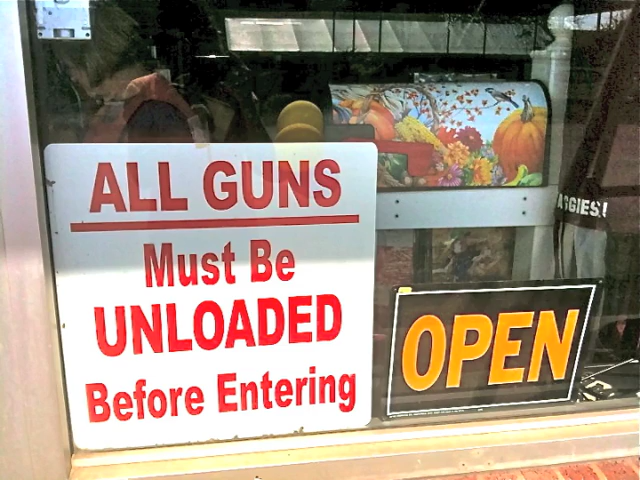 ALL GUNS
Must Be
UNLOADED
Before Entering
AGGIES!
OPEN